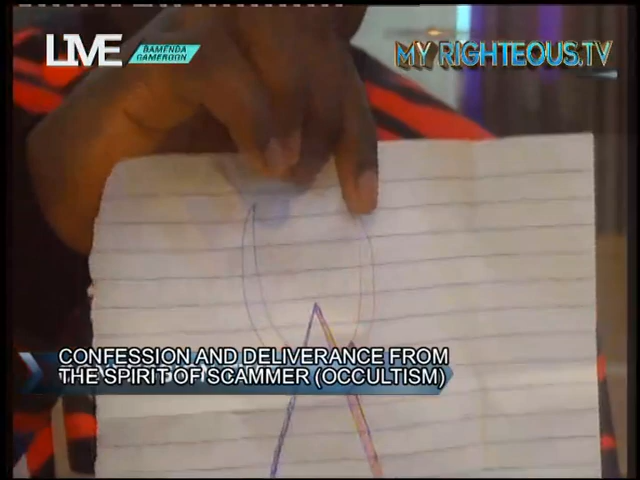 LIVE
BAMENDA
CAMEROON
MY RIGHTEOUS.TV
CONFESSION AND DELIVERANCE FROM
THE SPIRIT OF SCAMMER (OCCULTISM)